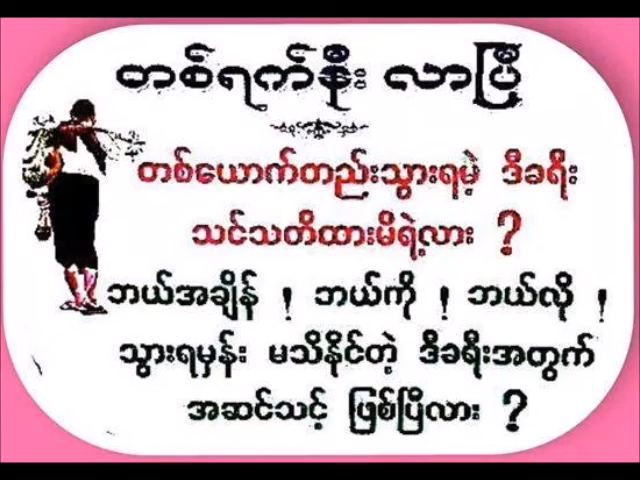 တစ်ရက်နီး လာပြီ
တစ်ယောက်တည်းသွားရမဲ့ ဒီခရီး
သင်သတိထားမိရဲ့လား ?
ဘယ်အချိန် ! ဘယ်ကို ! ဘယ်လို !
သွားရမှန်း မသိနိုင်တဲ့ ဒီခရီးအတွက်
အဆင်သင့် ဖြစ်ပြီလား ?